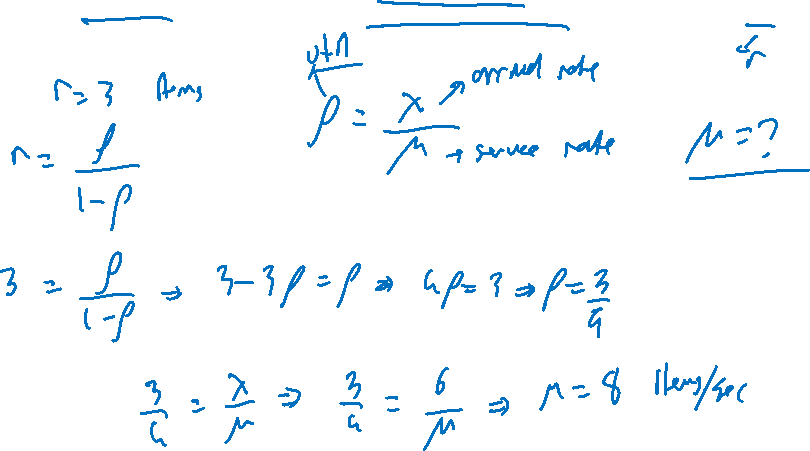 utn
r = 3 items
ρ = λ/μ → arrival rate
→ service rate
μ = ?
r = ρ/(1-ρ)
3 = ρ/(1-ρ) ⇒ 3-3ρ = ρ ⇒ 4ρ = 3 ⇒ ρ = 3/4
3/4 = λ/μ ⇒ 3/4 = 6/μ ⇒ μ = 8 items/sec